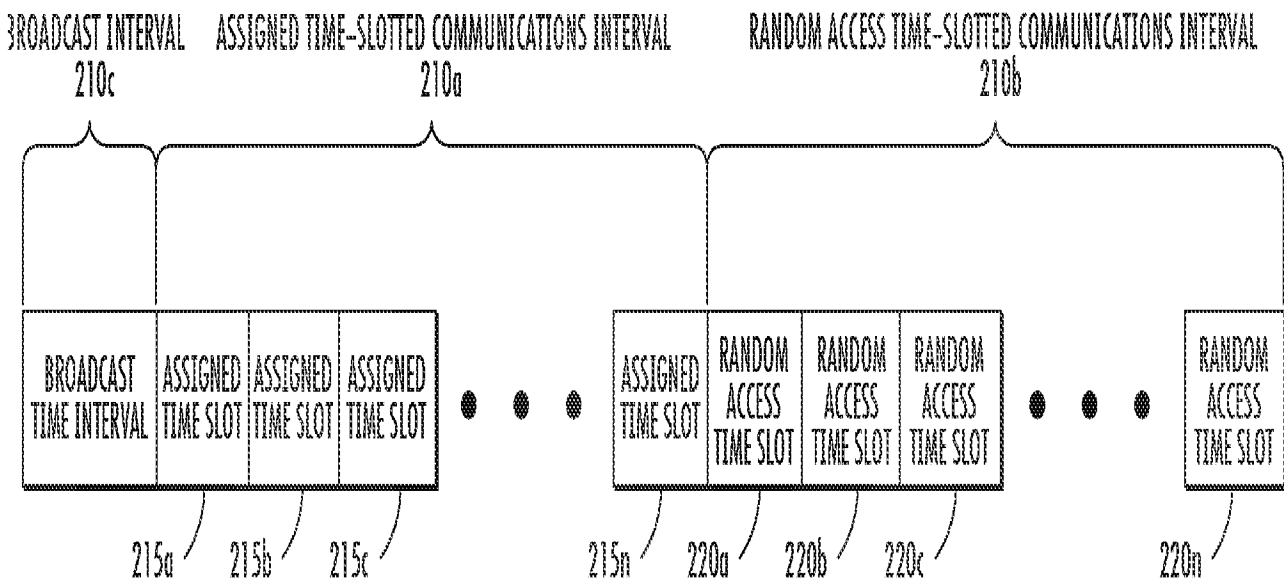 BROADCAST INTERVAL
210c
ASSIGNED TIME-SLOTTED COMMUNICATIONS INTERVAL
210a
RANDOM ACCESS TIME-SLOTTED COMMUNICATIONS INTERVAL
210b
BROADCAST
TIME INTERVAL
ASSIGNED
TIME SLOT
ASSIGNED
TIME SLOT
ASSIGNED
TIME SLOT
ASSIGNED
TIME SLOT
RANDOM
ACCESS
TIME SLOT
RANDOM
ACCESS
TIME SLOT
RANDOM
ACCESS
TIME SLOT
RANDOM
ACCESS
TIME SLOT
215a
215b
215c
215n
220a
220b
220c
220n